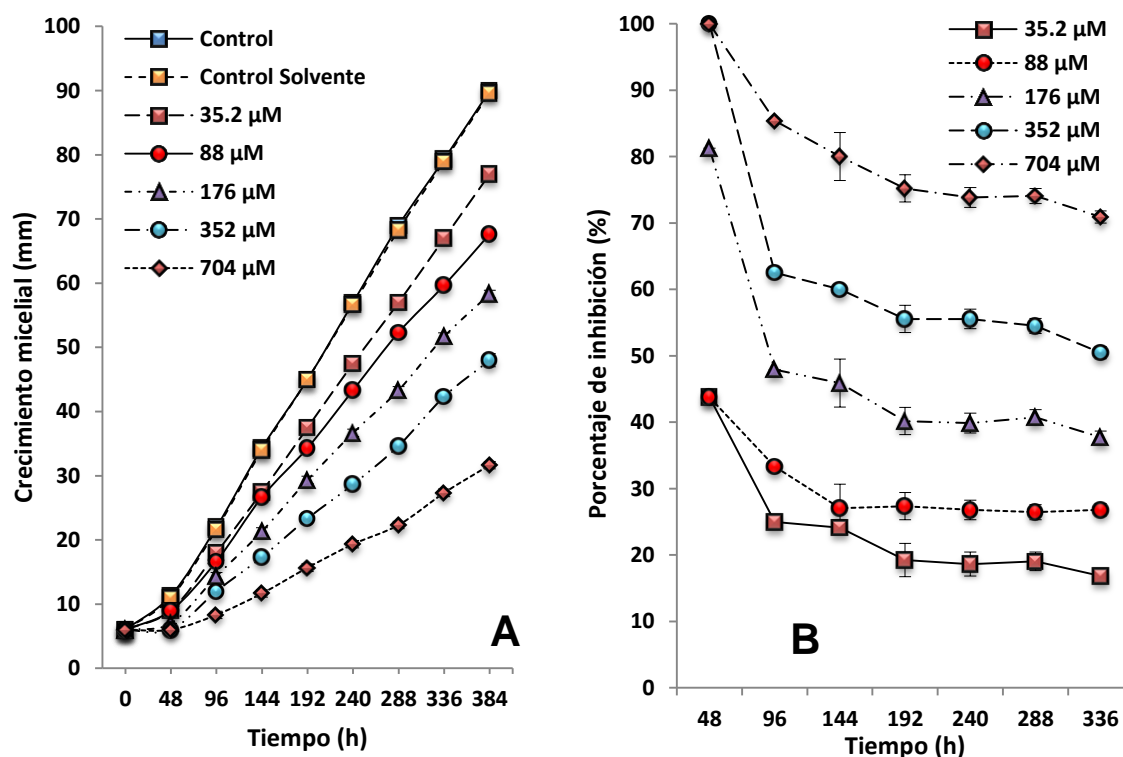 Crecimiento micelial (mm)
100
90
80
70
60
50
40
30
20
10
0
Control
Control Solvente
35.2 µM
88 µM
176 µM
352 µM
704 µM
A
0 48 96 144 192 240 288 336 384
Tiempo (h)
Porcentaje de inhibición (%)
100
90
80
70
60
50
40
30
20
10
0
35.2 µM
88 µM
176 µM
352 µM
704 µM
B
48 96 144 192 240 288 336
Tiempo (h)